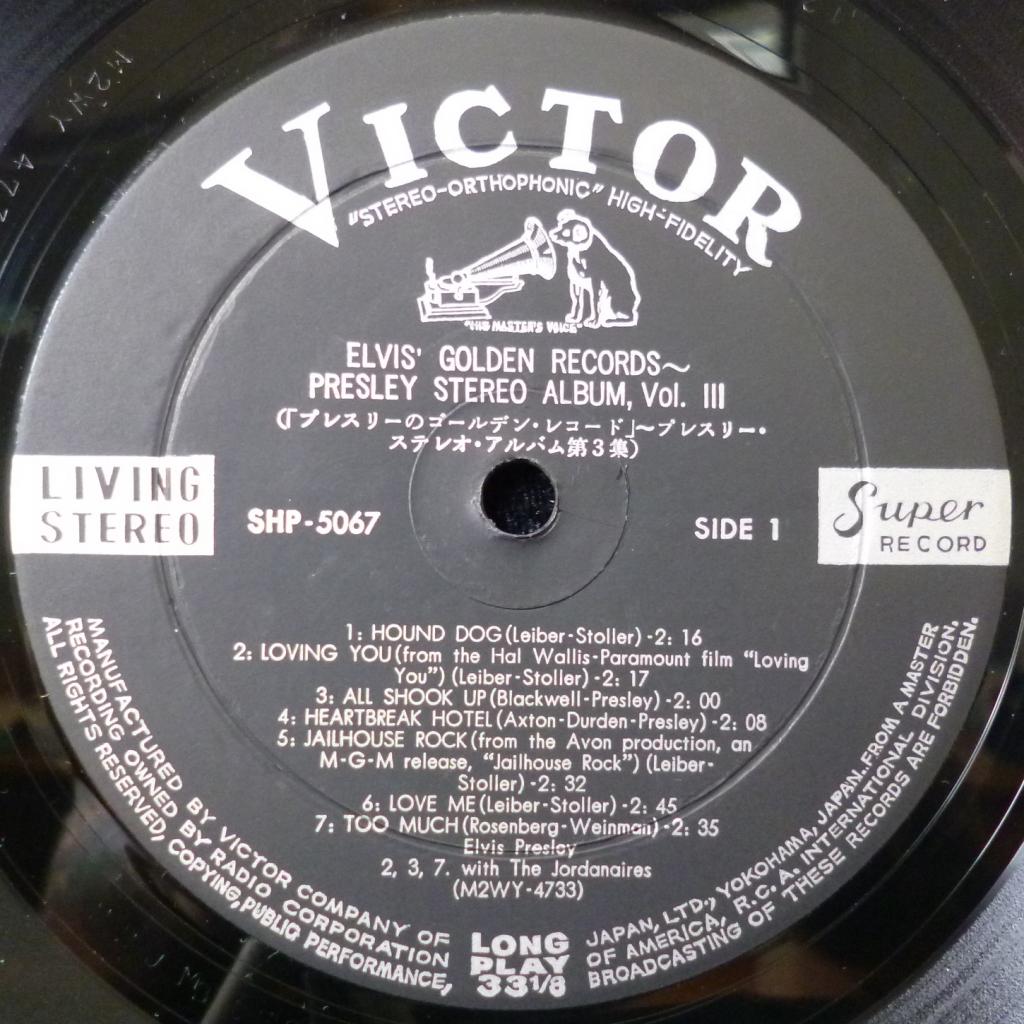 VICTOR
"STEREO-ORTHOPHONIC" HIGH-FIDELITY
"HIS MASTER'S VOICE"
ELVIS' GOLDEN RECORDS~
PRESLEY STEREO ALBUM, Vol. III
(「プレスリーのゴールデン・レコード」~プレスリー・
ステレオ・アルバム第3集)
LIVING
STEREO
SHP-5067
SIDE 1
Super
RECORD
1: HOUND DOG (Leiber-Stoller) -2: 16
2: LOVING YOU (from the Hal Wallis-Paramount film "Loving
You") (Leiber-Stoller) -2: 17
3: ALL SHOOK UP (Blackwell-Presley) -2: 00
4: HEARTBREAK HOTEL (Axton-Durden-Presley) -2: 08
5: JAILHOUSE ROCK (from the Avon production, an
M-G-M release, "Jailhouse Rock") (Leiber-
Stoller) -2: 32
6: LOVE ME (Leiber-Stoller) -2: 45
7: TOO MUCH (Rosenberg-Weinman) -2: 35
Elvis Presley
2, 3, 7. with The Jordanaires
(M2WY-4733)
MANUFACTURED BY VICTOR COMPANY OF JAPAN, LTD., YOKOHAMA, JAPAN. FROM A MASTER
RECORDING OWNED BY RADIO CORPORATION OF AMERICA, R.C.A. INTERNATIONAL DIVISION.
ALL RIGHTS RESERVED, COPYING, PUBLIC PERFORMANCE, BROADCASTING OF THESE RECORDS ARE FORBIDDEN.
LONG
PLAY
33 1/8
M2WY 47